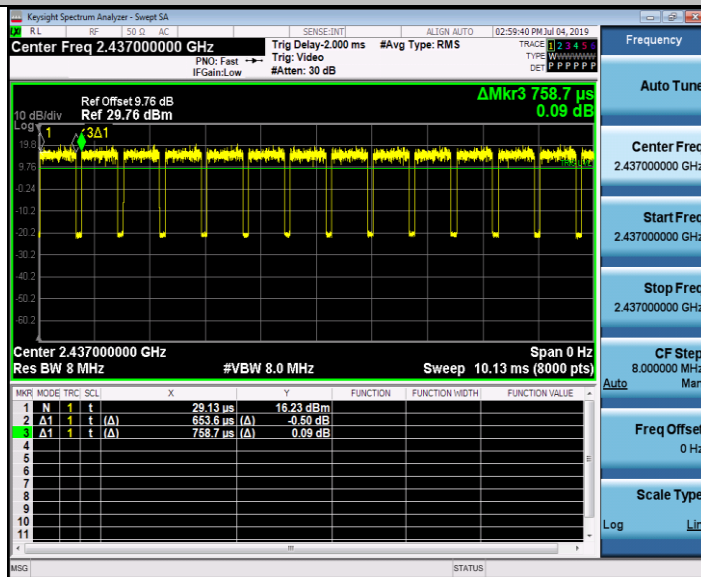 Keysight Spectrum Analyzer - Swept SA
RL RF 50 Ω AC SENSE:INT ALIGN AUTO 02:59:40 PM Jul 04, 2019
Center Freq 2.437000000 GHz
PNO: Fast
IFGain:Low
Trig Delay-2.000 ms
Trig: Video
#Atten: 30 dB
#Avg Type: RMS
TRACE 1 2 3 4 5 6
TYPE WWWWWW
DET P P P P P P
Frequency
Auto Tune
Center Freq
2.437000000 GHz
Start Freq
2.437000000 GHz
Stop Freq
2.437000000 GHz
CF Step
8.000000 MHz
Auto Man
Freq Offset
0 Hz
Scale Type
Log Lin
ΔMkr3 758.7 µs
0.09 dB
Ref Offset 9.76 dB
10 dB/div Ref 29.76 dBm
Log
1 3Δ1
19.8
9.76
-0.24
-10.2
-20.2
-30.2
-40.2
-50.2
-60.2
Center 2.437000000 GHz Span 0 Hz
Res BW 8 MHz #VBW 8.0 MHz Sweep 10.13 ms (8000 pts)
MKR MODE TRC SCL X Y FUNCTION FUNCTION WIDTH FUNCTION VALUE
1 N 1 t 29.13 µs 16.23 dBm
2 Δ1 1 t (Δ) 653.6 µs (Δ) -0.50 dB
3 Δ1 1 t (Δ) 758.7 µs (Δ) 0.09 dB
4
5
6
7
8
9
10
11
MSG STATUS